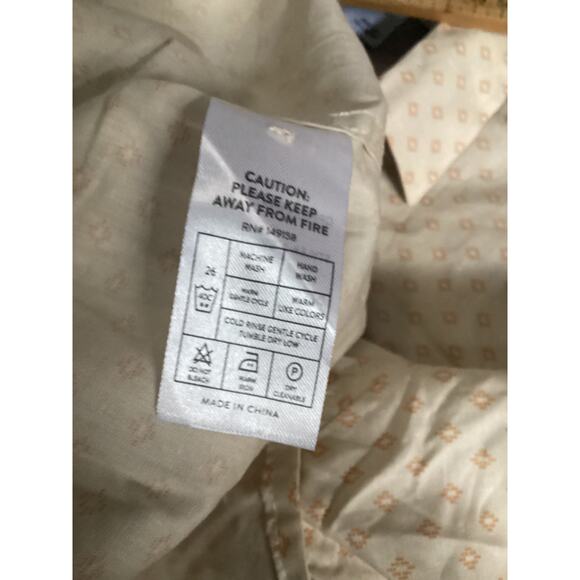 CAUTION:
PLEASE KEEP
AWAY FROM FIRE
RN# 149158
26
40C
MACHINE
WASH
HAND
WASH
WARM
GENTLE CYCLE
WARM
LIKE COLORS
COLD RINSE GENTLE CYCLE
TUMBLE DRY LOW
DO NOT
BLEACH
WARM
IRON
P
DRY
CLEANABLE
MADE IN CHINA